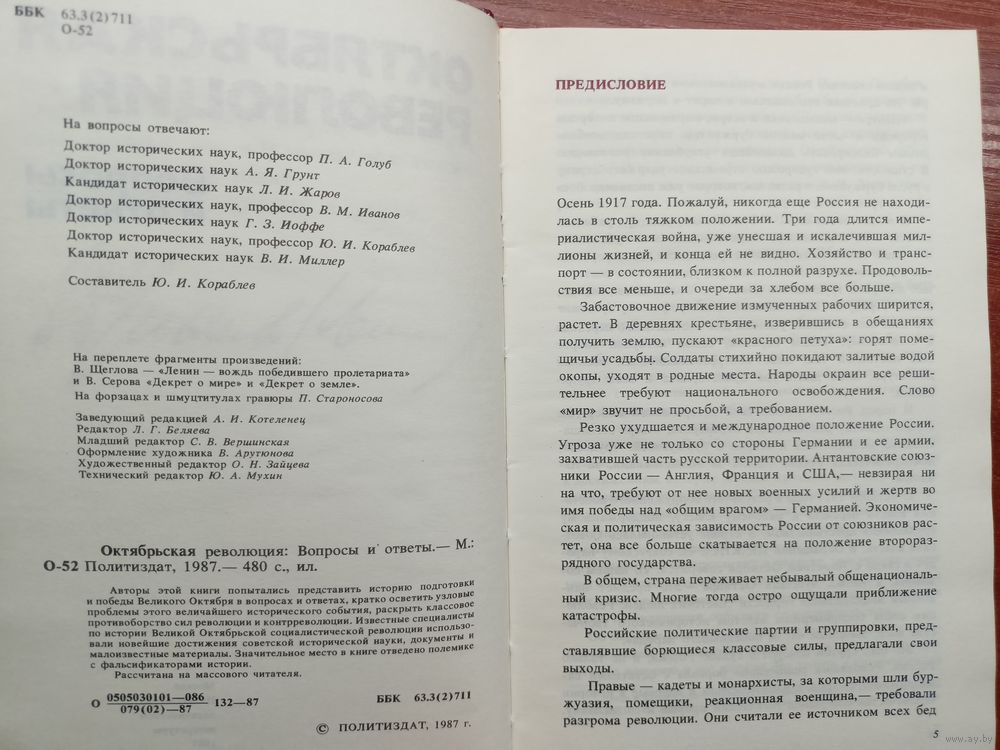 ББК 63.3(2)711
О-52
На вопросы отвечают:
Доктор исторических наук, профессор П. А. Голуб
Доктор исторических наук А. Я. Грунт
Кандидат исторических наук Л. И. Жаров
Доктор исторических наук, профессор В. М. Иванов
Доктор исторических наук Г. З. Иоффе
Доктор исторических наук, профессор Ю. И. Кораблев
Кандидат исторических наук В. И. Миллер
Составитель Ю. И. Кораблев
На переплете фрагменты произведений:
В. Щеглова — «Ленин — вождь победившего пролетариата»
и В. Серова «Декрет о мире» и «Декрет о земле».
На форзацах и шмуцтитулах гравюры П. Староносова
Заведующий редакцией А. И. Котеленец
Редактор Л. Г. Беляева
Младший редактор С. В. Вершинская
Оформление художника В. Арутюнова
Художественный редактор О. Н. Зайцева
Технический редактор Ю. А. Мухин
Октябрьская революция: Вопросы и ответы.— М.:
О-52 Политиздат, 1987.— 480 с., ил.
Авторы этой книги попытались представить историю подготовки
и победы Великого Октября в вопросах и ответах, кратко осветить узловые
проблемы этого величайшего исторического события, раскрыть классовое
противоборство сил революции и контрреволюции. Известные специалисты
по истории Великой Октябрьской социалистической революции использо-
вали новейшие достижения советской исторической науки, документы и
малоизвестные материалы. Значительное место в книге отведено полемике
с фальсификаторами истории.
Рассчитана на массового читателя.
О 0505030101—086
079(02)—87 132—87 ББК 63.3(2)711
© ПОЛИТИЗДАТ, 1987 г.
ПРЕДИСЛОВИЕ
Осень 1917 года. Пожалуй, никогда еще Россия не находи-
лась в столь тяжком положении. Три года длится импе-
риалистическая война, уже унесшая и искалечившая мил-
лионы жизней, и конца ей не видно. Хозяйство и транс-
порт — в состоянии, близком к полной разрухе. Продоволь-
ствия все меньше, и очереди за хлебом все больше.
Забастовочное движение измученных рабочих ширится,
растет. В деревнях крестьяне, изверившись в обещаниях
получить землю, пускают «красного петуха»: горят поме-
щичьи усадьбы. Солдаты стихийно покидают залитые водой
окопы, уходят в родные места. Народы окраин все реши-
тельнее требуют национального освобождения. Слово
«мир» звучит не просьбой, а требованием.
Резко ухудшается и международное положение России.
Угроза уже не только со стороны Германии и ее армии,
захватившей часть русской территории. Антантовские союз-
ники России — Англия, Франция и США,— невзирая ни
на что, требуют от нее новых военных усилий и жертв во
имя победы над «общим врагом» — Германией. Экономиче-
ская и политическая зависимость России от союзников рас-
тет, она все больше скатывается на положение второраз-
рядного государства.
В общем, страна переживает небывалый общенациональ-
ный кризис. Многие тогда остро ощущали приближение
катастрофы.
Российские политические партии и группировки, пред-
ставлявшие борющиеся классовые силы, предлагали свои
выходы.
Правые — кадеты и монархисты, за которыми шли бур-
жуазия, помещики, реакционная военщина,— требовали
разгрома революции. Они считали ее источником всех бед
5
www.ay.by